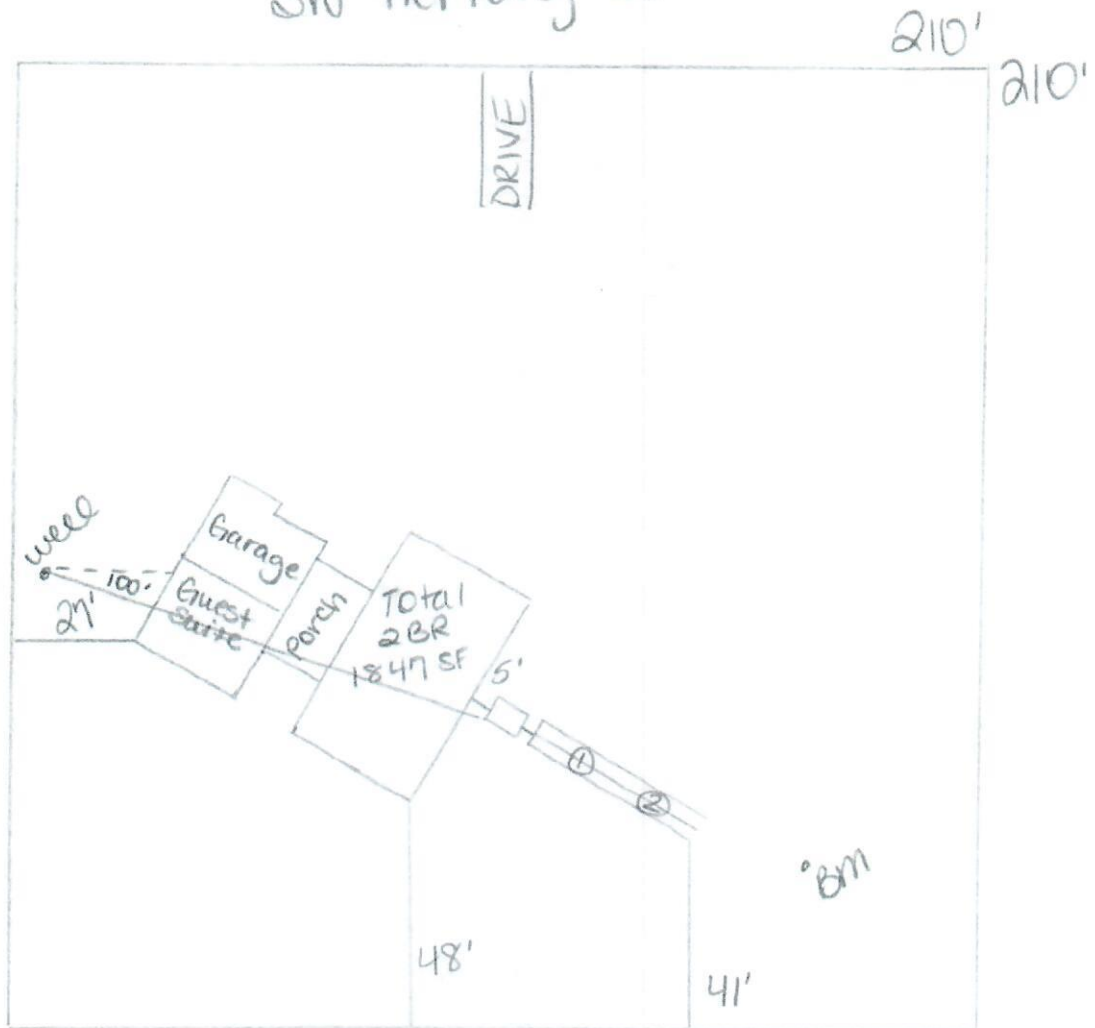 SW
210'
210'
DRIVE
well
100'
27'
Garage
Guest
Suite
Porch
Total
2BR
1847 SF
5'
1
2
BM
48'
41'